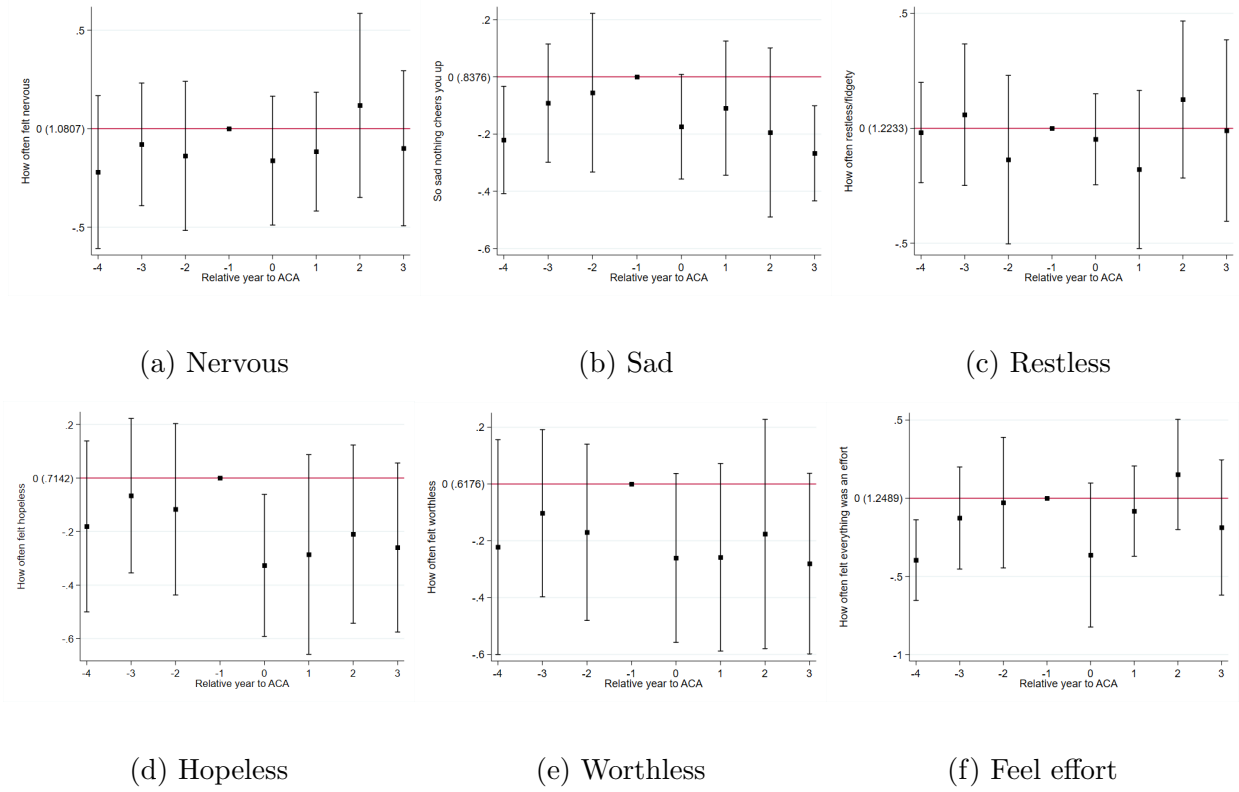 How often felt nervous
.5
0 (1.0807)
-.5
-4 -3 -2 -1 0 1 2 3
Relative year to ACA
(a) Nervous
So sad nothing cheers you up
.2
0 (.8376)
-.2
-.4
-.6
-4 -3 -2 -1 0 1 2 3
Relative year to ACA
(b) Sad
How often restless/fidgety
.5
0 (1.2233)
-.5
-4 -3 -2 -1 0 1 2 3
Relative year to ACA
(c) Restless
How often felt hopeless
.2
0 (.7142)
-.2
-.4
-.6
-4 -3 -2 -1 0 1 2 3
Relative year to ACA
(d) Hopeless
How often felt worthless
.2
0 (.6176)
-.2
-.4
-.6
-4 -3 -2 -1 0 1 2 3
Relative year to ACA
(e) Worthless
How often felt everything was an effort
.5
0 (1.2489)
-.5
-1
-4 -3 -2 -1 0 1 2 3
Relative year to ACA
(f) Feel effort